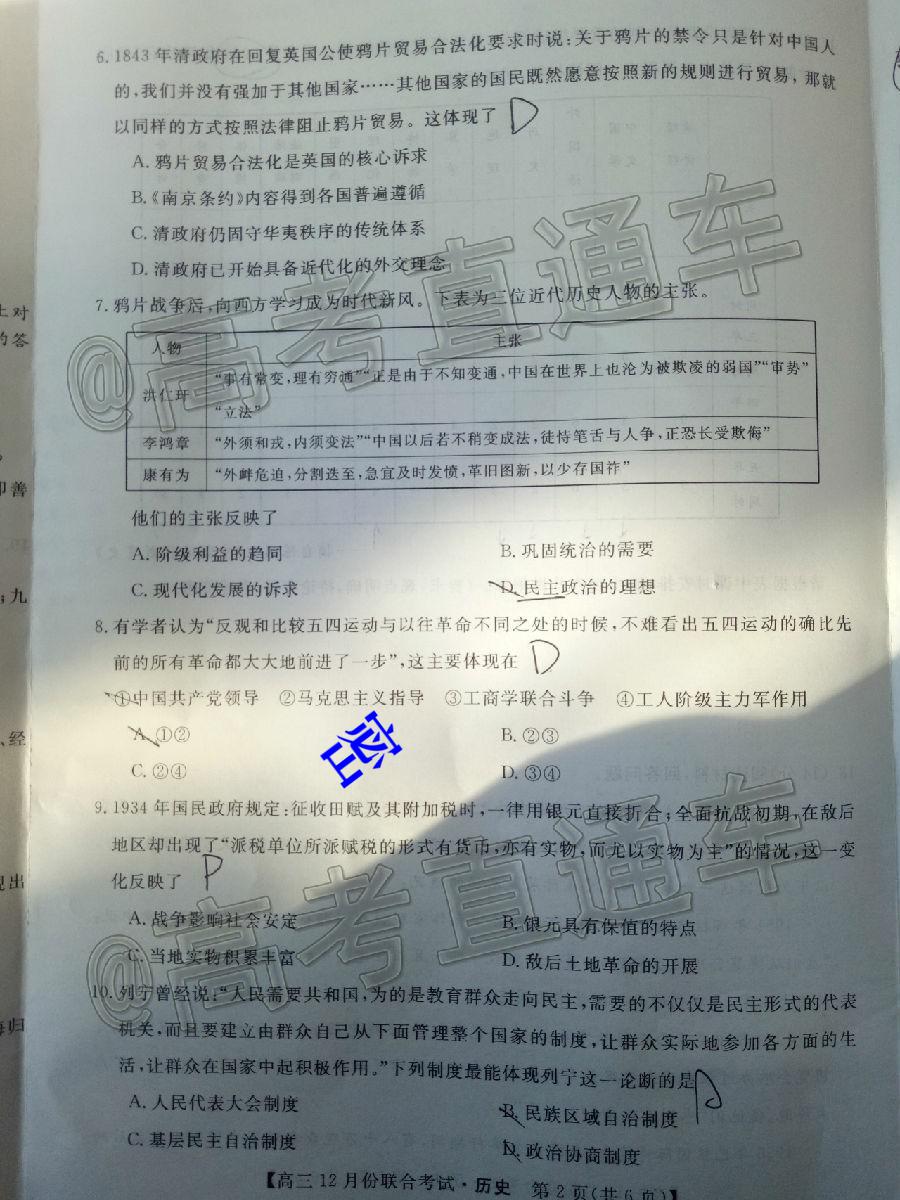 6. 1843 年清政府在回复英国公使鸦片贸易合法化要求时说：关于鸦片的禁令只是针对中国人
的，我们并没有强加于其他国家……其他国家的国民既然愿意按照新的规则进行贸易，那就
以同样的方式按照法律阻止鸦片贸易。这体现了 D
A. 鸦片贸易合法化是英国的核心诉求
B.《南京条约》内容得到各国普遍遵循
C. 清政府仍固守华夷秩序的传统体系
D. 清政府已开始具备近代化的外交理念
7. 鸦片战争后，向西方学习成为时代新风。下表为三位近代历史人物的主张。
人物 主张
洪仁玕 “事有常变，理有穷通”“正是由于不知变通，中国在世界上也沦为被欺凌的弱国”“审势”
“立法”
李鸿章 “外须和戎，内须变法”“中国以后若不稍变成法，徒恃笔舌与人争，正恐长受欺侮”
康有为 “外衅危迫，分割迭至，急宜及时发愤，革旧图新，以少存国祚”
他们的主张反映了
A. 阶级利益的趋同 B. 巩固统治的需要
C. 现代化发展的诉求 D. 民主政治的理想
8. 有学者认为“反观和比较五四运动与以往革命不同之处的时候，不难看出五四运动的确比先
前的所有革命都大大地前进了一步”，这主要体现在 D
①中国共产党领导 ②马克思主义指导 ③工商学联合斗争 ④工人阶级主力军作用
A. ①② B. ②③
C. ②④ D. ③④
密
9. 1934 年国民政府规定：征收田赋及其附加税时，一律用银元直接折合；全面抗战初期，在敌后
地区却出现了“派税单位所派赋税的形式有货币，亦有实物，而尤以实物为主”的情况，这一变
化反映了
A. 战争影响社会安定 B. 银元具有保值的特点
C. 当地实物积累丰富 D. 敌后土地革命的开展
10. 列宁曾经说：“人民需要共和国，为的是教育群众走向民主，需要的不仅仅是民主形式的代表
机关，而且要建立由群众自己从下面管理整个国家的制度，让群众实际地参加各方面的生
活，让群众在国家中起积极作用。”下列制度最能体现列宁这一论断的是 A
A. 人民代表大会制度 B. 民族区域自治制度
C. 基层民主自治制度 D. 政治协商制度
【高三 12 月份联合考试·历史 第 2 页(共 6 页)】
@高考直通车
@高考直通车
上对
的答
即善
；九
、经
现出
海归